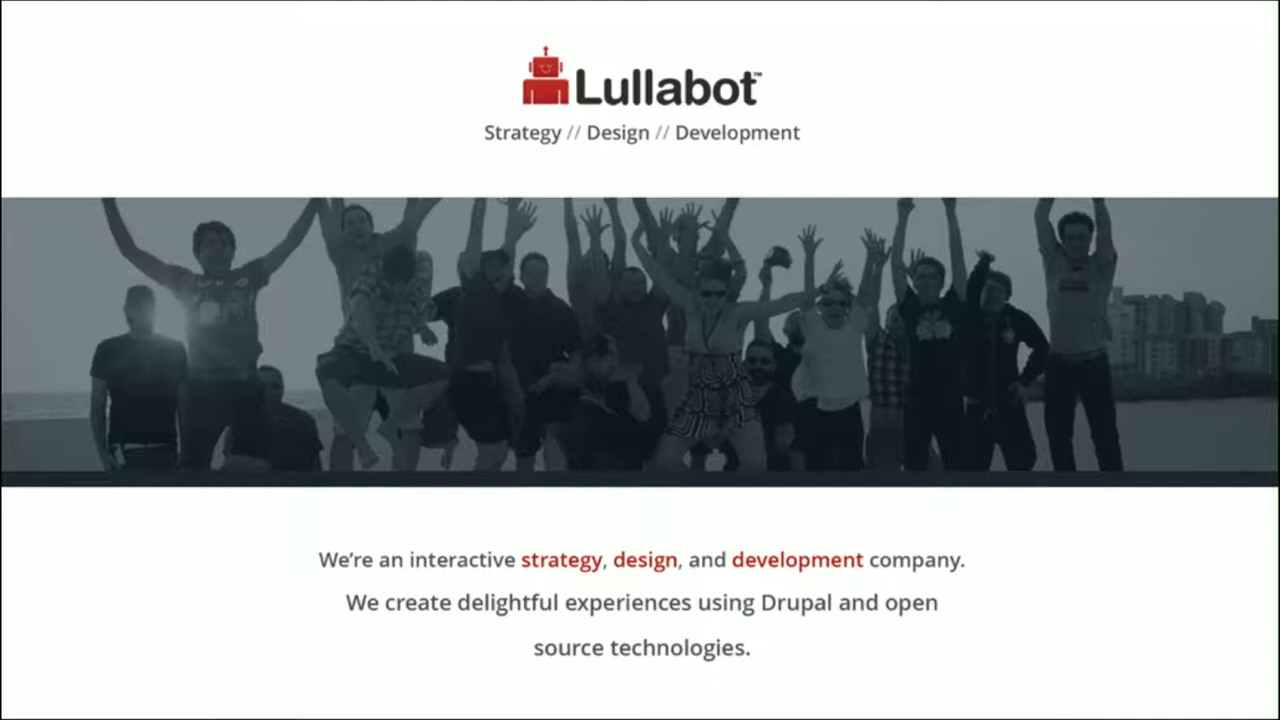 Lullabot™
Strategy // Design // Development
We’re an interactive strategy, design, and development company.
We create delightful experiences using Drupal and open
source technologies.